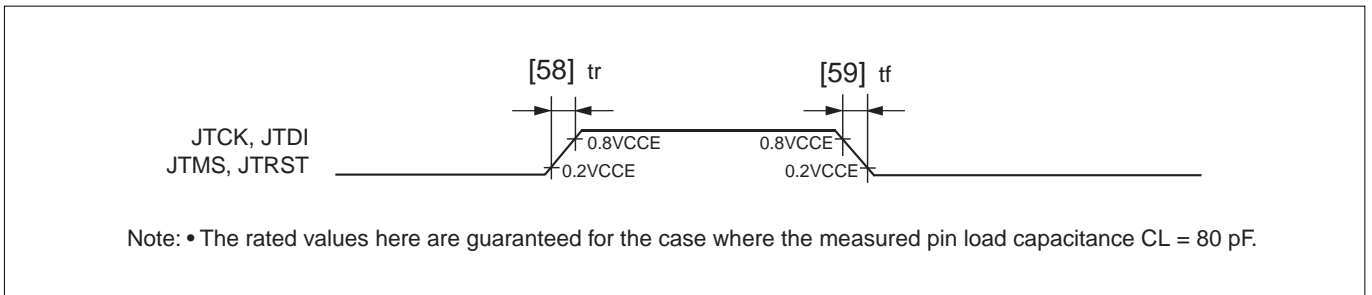 [58] tr
[59] tf
JTCK, JTDI
JTMS, JTRST
0.8VCCE
0.8VCCE
0.2VCCE
0.2VCCE
Note: • The rated values here are guaranteed for the case where the measured pin load capacitance CL = 80 pF.